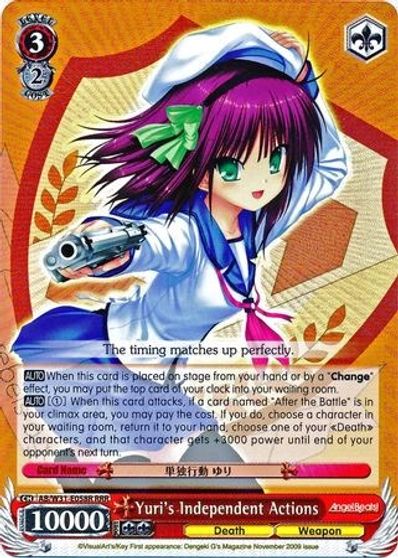 LEVEL
3
2
COST
The timing matches up perfectly.
AUTO When this card is placed on stage from your hand or by a "Change"
effect, you may put the top card of your clock into your waiting room.
AUTO [①] When this card attacks, if a card named "After the Battle" is in
your climax area, you may pay the cost. If you do, choose a character in
your waiting room, return it to your hand, choose one of your «Death»
characters, and that character gets +3000 power until end of your
opponent's next turn.
Card Name 単独行動 ゆり
CH AB/W31-E058R RRR
Yuri's Independent Actions
Angel Beats!
10000
Death
Weapon
©VisualArt's/Key First appearance: Dengeki G's Magazine November 2009 issue